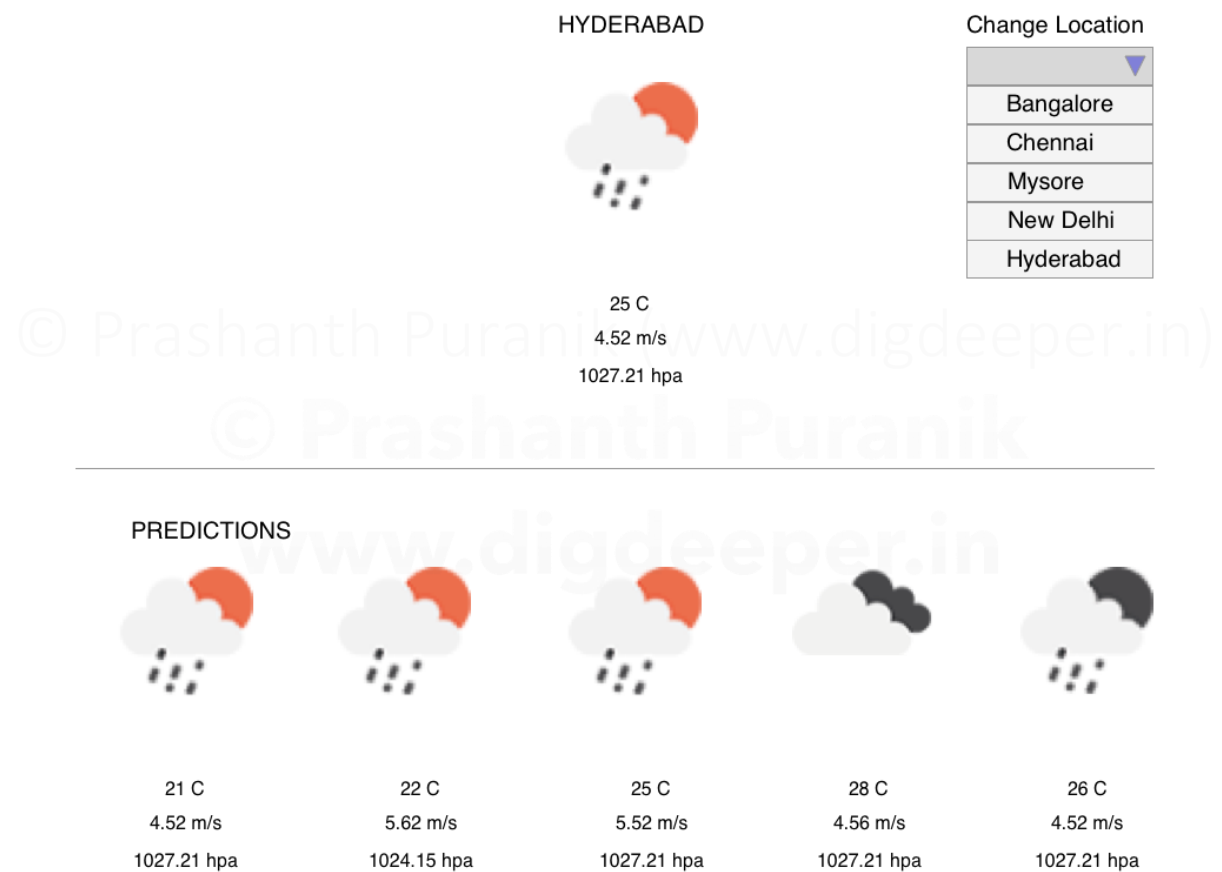 HYDERABAD
Change Location
Bangalore
Chennai
Mysore
New Delhi
Hyderabad
25 C
4.52 m/s
1027.21 hpa
© Prashanth Puranik (www.digdeeper.in)
© Prashanth Puranik
www.digdeeper.in
PREDICTIONS
21 C 22 C 25 C 28 C 26 C
4.52 m/s 5.62 m/s 5.52 m/s 4.56 m/s 4.52 m/s
1027.21 hpa 1024.15 hpa 1027.21 hpa 1027.21 hpa 1027.21 hpa